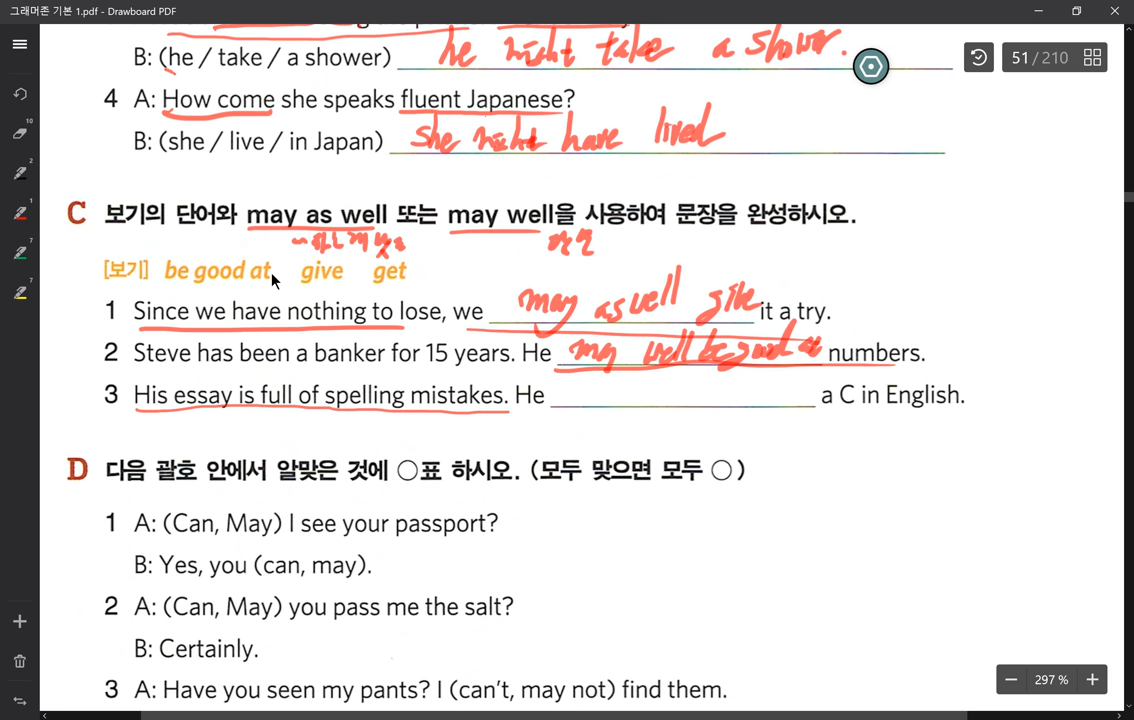 그래머존 기본 1.pdf - Drawboard PDF
B: (he / take / a shower) he might take a shower.
51 / 210
4 A: How come she speaks fluent Japanese?
B: (she / live / in Japan) she might have lived
C 보기의 단어와 may as well 또는 may well을 사용하여 문장을 완성하시오.
[보기] be good at give get
1 Since we have nothing to lose, we may as well give it a try.
2 Steve has been a banker for 15 years. He may well be good at numbers.
3 His essay is full of spelling mistakes. He a C in English.
D 다음 괄호 안에서 알맞은 것에 ○표 하시오. (모두 맞으면 모두 ○)
1 A: (Can, May) I see your passport?
B: Yes, you (can, may).
2 A: (Can, May) you pass me the salt?
B: Certainly.
3 A: Have you seen my pants? I (can't, may not) find them.
297 %